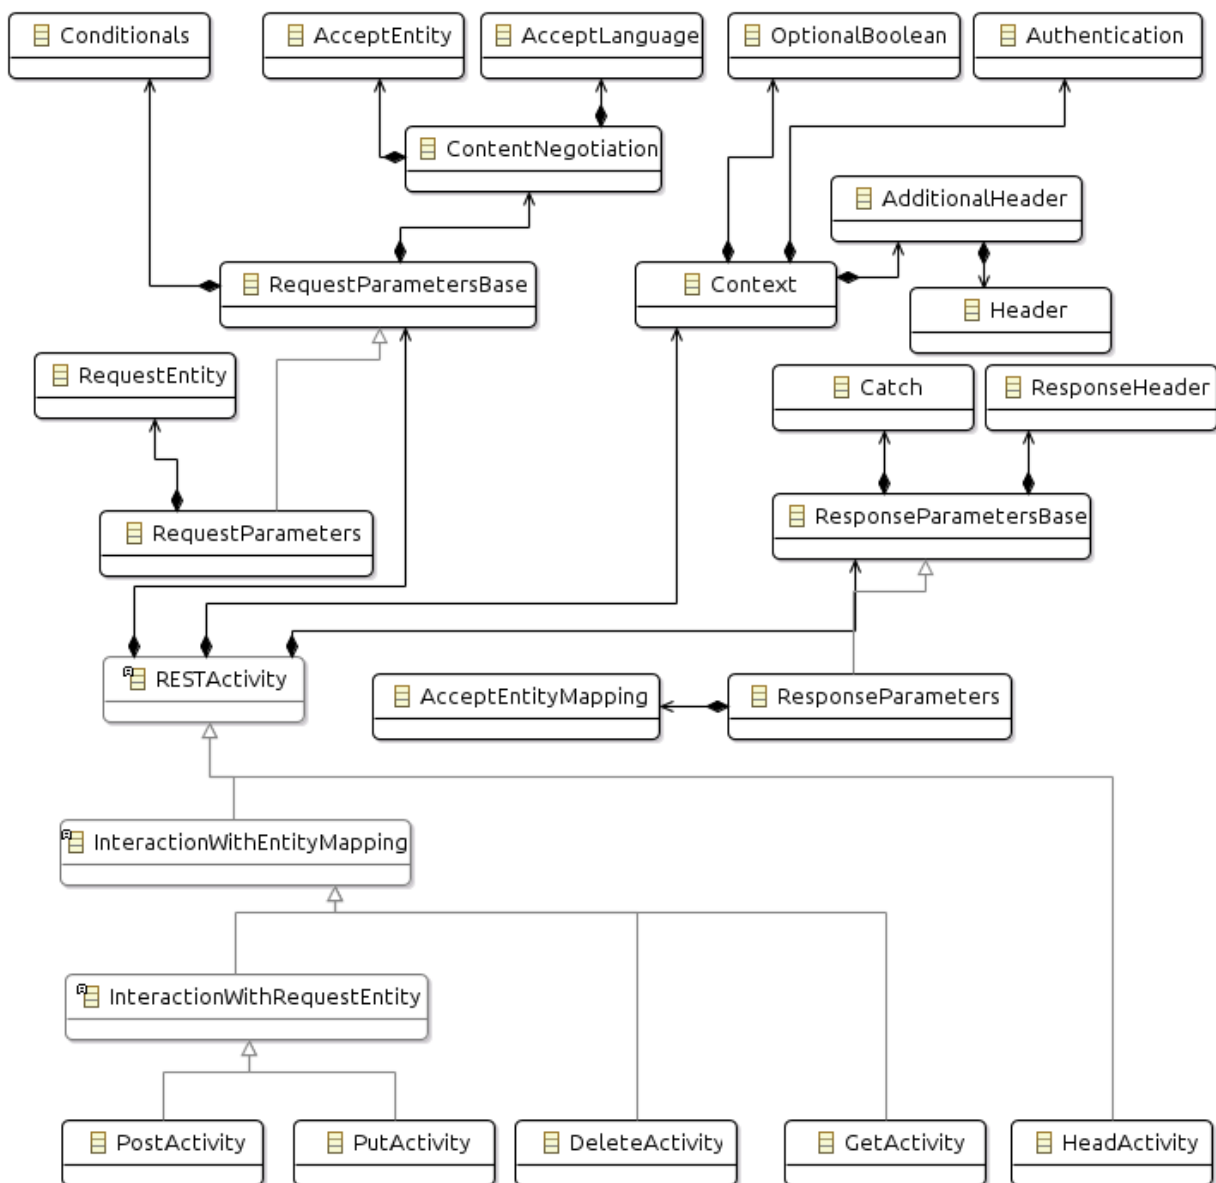 Conditionals
AcceptEntity
AcceptLanguage
OptionalBoolean
Authentication
ContentNegotiation
AdditionalHeader
RequestParametersBase
Context
Header
RequestEntity
Catch
ResponseHeader
ResponseParametersBase
RequestParameters
RESTActivity
AcceptEntityMapping
ResponseParameters
InteractionWithEntityMapping
InteractionWithRequestEntity
PostActivity
PutActivity
DeleteActivity
GetActivity
HeadActivity